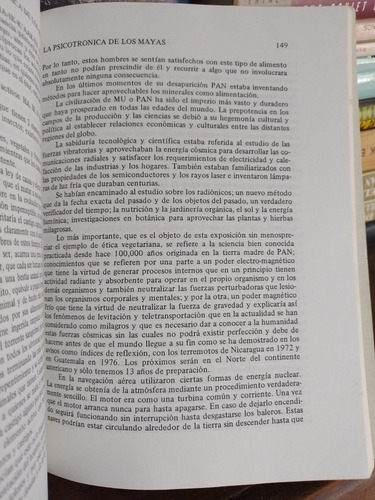 LA PSICOTRONICA DE LOS MAYAS 149
Por lo tanto, estos hombres se sentían satisfechos con este tipo de alimento
en tanto no podían prescindir de él y recurrir a algo que no involucrara
absolutamente ninguna consecuencia.
En los últimos momentos de su desaparición PAN estaba inventando
métodos para hacer aprovechables los minerales como alimentación.
La civilización de MU o PAN ha sido el imperio más vasto y duradero
que haya prosperado en todas las edades del mundo. La prepotencia en los
campos de la producción y las ciencias se debió a su hegemonía cultural y
política al establecer relaciones económicas y culturales entre las distantes
regiones del globo.
La sabiduría tecnológica y científica estaba referida al estudio de las
fuerzas vibratorias y aprovechaban la energía cósmica para desarrollar las co-
municaciones radiales y satisfacer los requerimientos de electricidad y cale-
facción de las industrias y los hogares. También estaban familiarizados con
las propiedades de los semiconductores y los rayos laser e inventaron lámpa-
ras de luz fría que duraban centurias.
Se habían encaminado al estudio sobre los radiónicos; un nuevo método
que da la fecha exacta del pasado y de los objetos del pasado, un verdadero
verificador del tiempo; la nutrición y la jardinería orgánica, el sol y la energía
lumínica; investigaciones en botánica para aprovechar las plantas y hierbas
milagrosas.
Lo más importante, que es el objeto de esta exposición sin menospre-
ciar el ejemplo de ética vegetariana, se refiere a la sciencia bien conocida
practicada desde hace 100,000 años originada en la tierra madre de PAN;
conocimientos que se refieren por una parte a un poder electro-magnético
que tiene la virtud de generar procesos internos que en un principio tienen
actividad radiante y absorbente para operar en el propio organismo y en los
demás organismos y también neutralizar las fuerzas perturbadoras que lesio-
nan los organismos corporales y mentales; y por la otra, un poder magnético
frío que tiene la virtud de neutralizar la fuerza de gravedad y explicaría así
los fenómenos de levitación y teletransportación que en la actualidad se han
considerado como milagros y que es necesario dar a conocer a la humanidad
estas fuerzas cósmicas sin las cuales no podrá existir perfección y debe de
hacerse antes de que el mundo llegue a su fin como se ha demostrado en los
avisos como índices de reflexión, con los terremotos de Nicaragua en 1972 y
en Guatemala en 1976. Los próximos serán en el Norte del continente
americano y sólo tenemos 13 años de preparación.
En la navegación aérea utilizaron ciertas formas de energía nuclear.
La energía se obtenía de la atmósfera mediante un procedimiento verdadera-
mente sencillo. El motor era como una turbina común y corriente. Una vez
que el motor arranca nunca para hasta apagarse. En caso de dejarlo encendi-
do seguirá funcionando sin interrupción hasta desgastarse los baleros. Estas
naves podrían estar circulando alrededor de la tierra sin descender hasta que